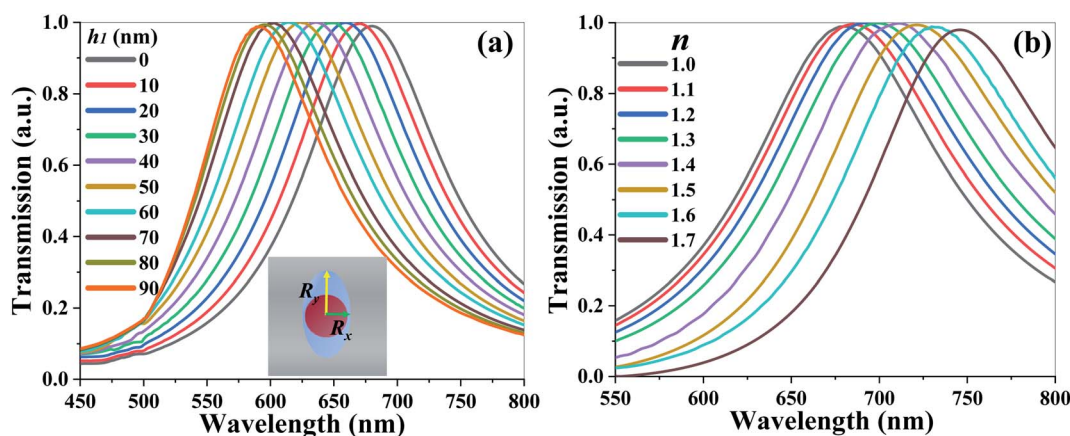 h1 (nm)
0
10
20
30
40
50
60
70
80
90
(a)
Ry
Rx
Transmission (a.u.)
0.0
0.2
0.4
0.6
0.8
1.0
450 500 550 600 650 700 750 800
Wavelength (nm)
n
1.0
1.1
1.2
1.3
1.4
1.5
1.6
1.7
(b)
Transmission (a.u.)
0.0
0.2
0.4
0.6
0.8
1.0
550 600 650 700 750 800
Wavelength (nm)